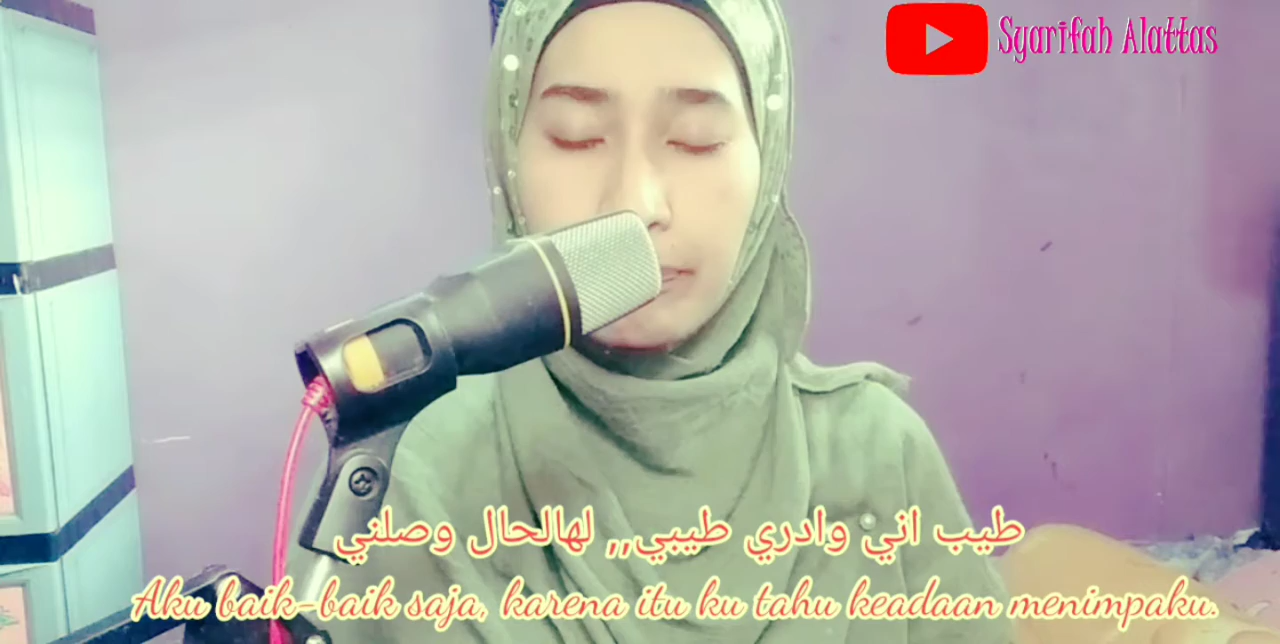 Syarifah Alattas
طيب اني وادري طيبي,, لهالحال وصلني
Aku baik-baik saja, karena itu ku tahu keadaan menimpaku.